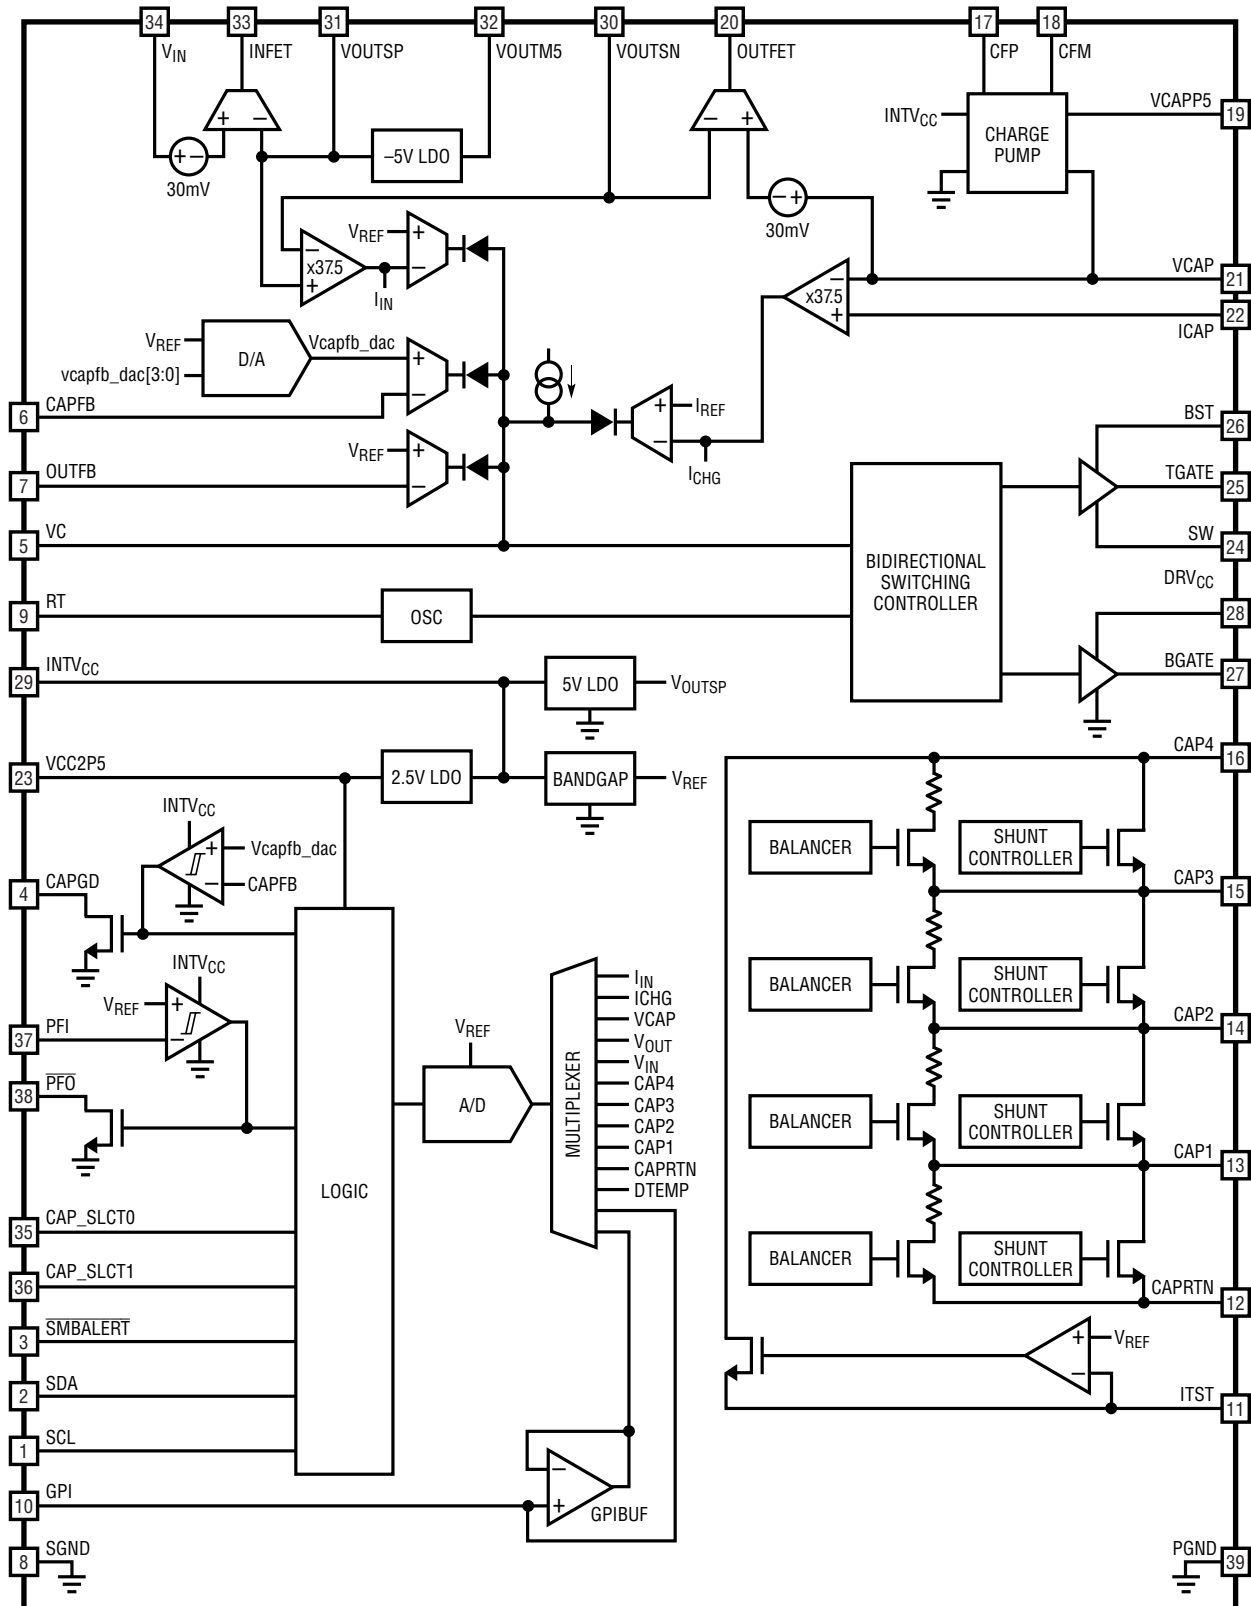 34 33 31 32 30 20 17 18
VIN INFET VOUTSP VOUTM5 VOUTSN OUTFET CFP CFM
VCAPP5
19
INTVCC
CHARGE
PUMP
+ −
− +
+ −
−5V LDO
30mV
− +
30mV
VREF
+
−
−
x37.5
+
IIN
VCAP
21
−
x37.5
+
22
ICAP
VREF
D/A
Vcapfb_dac
vcapfb_dac[3:0]
+
−
CAPFB
6
+
−
IREF
ICHG
BST
26
VREF
+
−
OUTFB
7
TGATE
25
VC
5
SW
24
BIDIRECTIONAL
SWITCHING
CONTROLLER
DRVCC
28
RT
9
OSC
INTVCC
29
5V LDO
VOUTSP
BGATE
27
VCC2P5
23
2.5V LDO
BANDGAP
VREF
CAP4
16
INTVCC
+
−
Vcapfb_dac
CAPFB
BALANCER
SHUNT
CONTROLLER
CAPGD
4
CAP3
15
INTVCC
VREF
+
−
PFI
37
BALANCER
SHUNT
CONTROLLER
CAP2
14
PFO
38
LOGIC
VREF
A/D
MULTIPLEXER
IIN
ICHG
VCAP
VOUT
VIN
CAP4
CAP3
CAP2
CAP1
CAPRTN
DTEMP
BALANCER
SHUNT
CONTROLLER
CAP1
13
CAP_SLCT0
35
BALANCER
SHUNT
CONTROLLER
CAP_SLCT1
36
CAPRTN
12
SMBALERT
3
+
−
VREF
SDA
2
ITST
11
SCL
1
−
+
GPIBUF
GPI
10
SGND
8
PGND
39